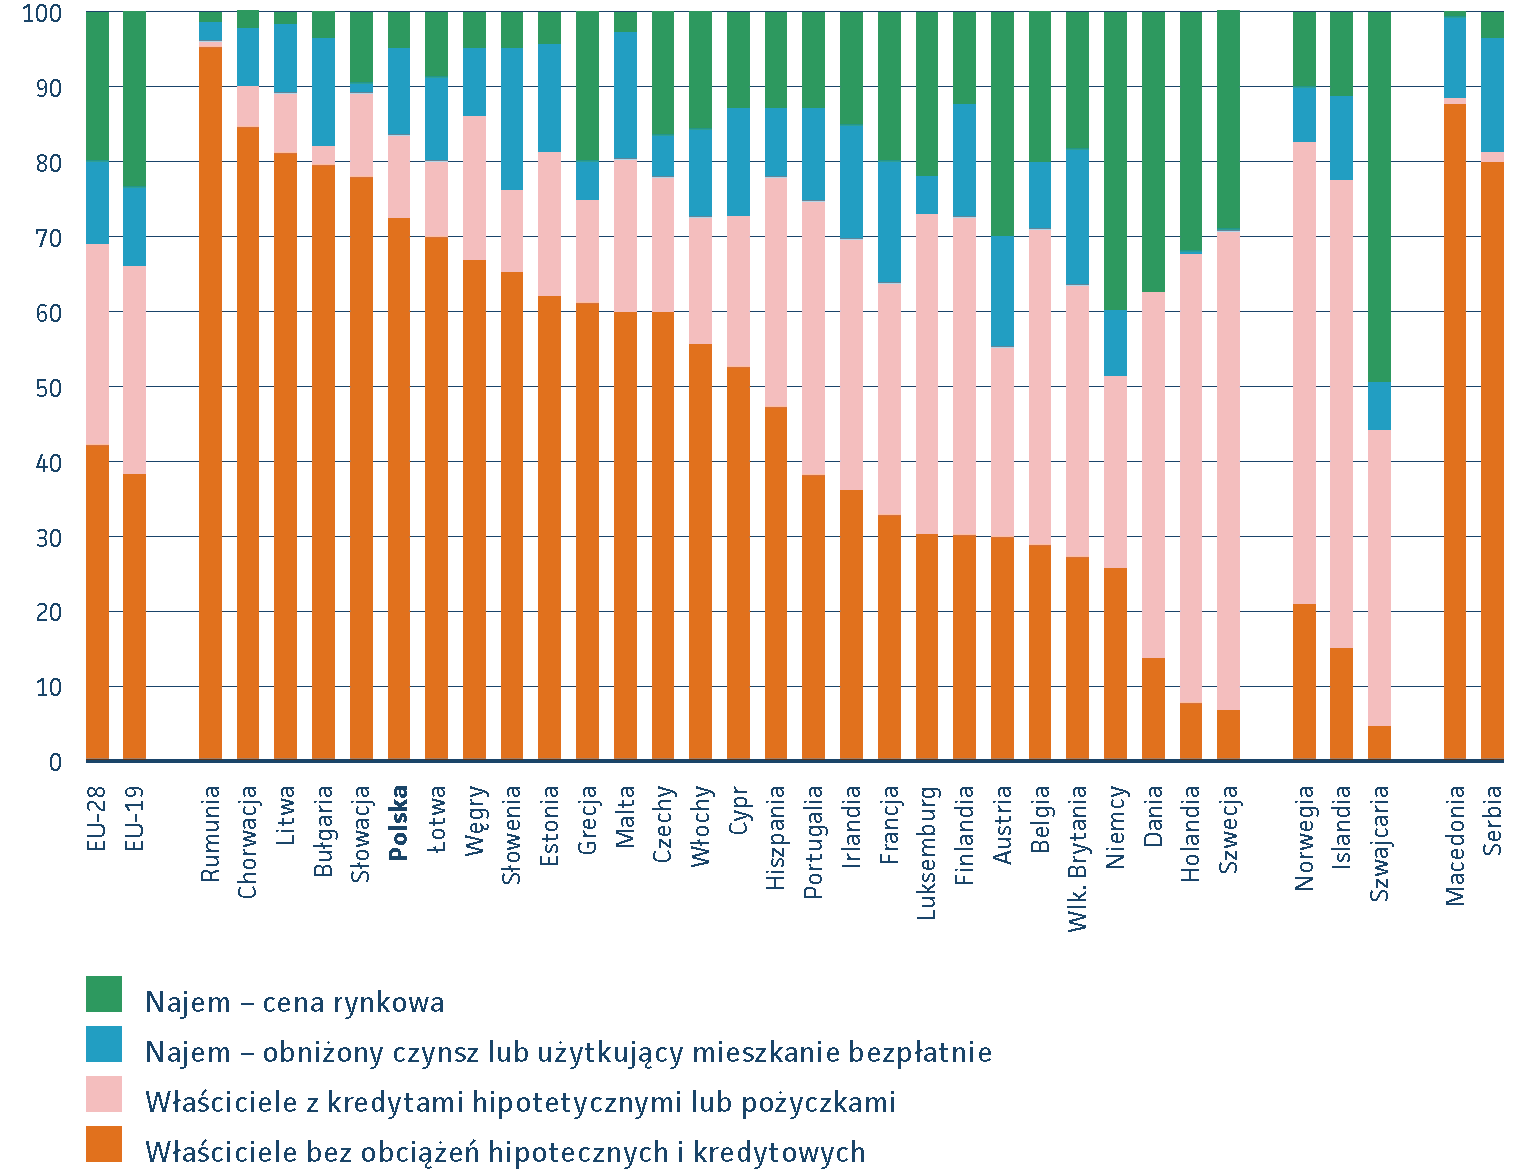 100
90
80
70
60
50
40
30
20
10
0
EU-28
EU-19
Rumunia
Chorwacja
Litwa
Bułgaria
Słowacja
Polska
Łotwa
Węgry
Słowenia
Estonia
Grecja
Malta
Czechy
Włochy
Cypr
Hiszpania
Portugalia
Irlandia
Francja
Luksemburg
Finlandia
Austria
Belgia
Wlk. Brytania
Niemcy
Dania
Holandia
Szwecja
Norwegia
Islandia
Szwajcaria
Macedonia
Serbia
Najem – cena rynkowa
Najem – obniżony czynsz lub użytkujący mieszkanie bezpłatnie
Właściciele z kredytami hipotetycznymi lub pożyczkami
Właściciele bez obciążeń hipotecznych i kredytowych